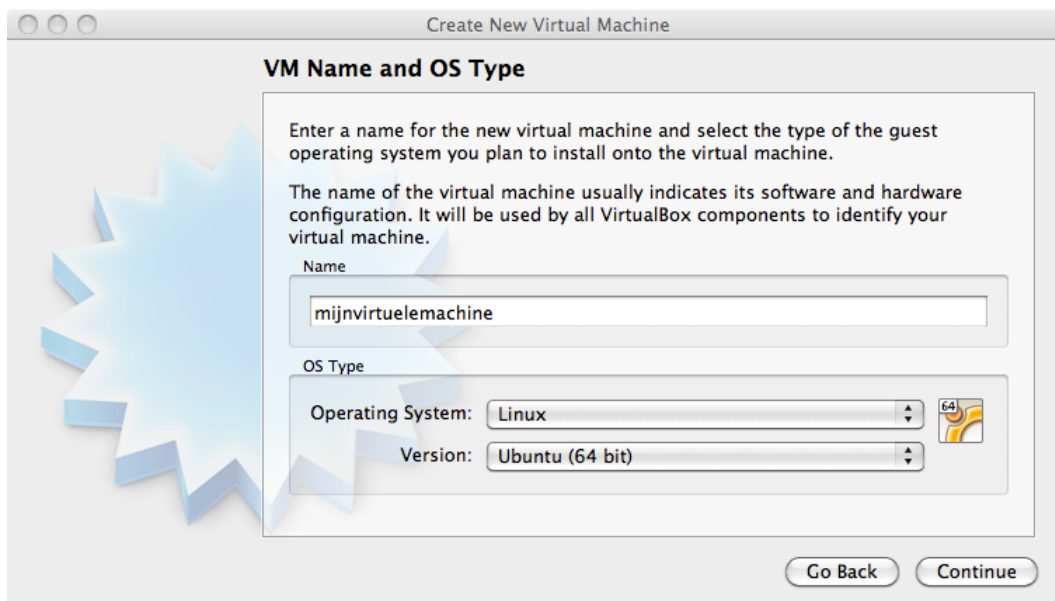 Create New Virtual Machine
VM Name and OS Type
Enter a name for the new virtual machine and select the type of the guest
operating system you plan to install onto the virtual machine.
The name of the virtual machine usually indicates its software and hardware
configuration. It will be used by all VirtualBox components to identify your
virtual machine.
Name
mijnvirtuelemachine
OS Type
Operating System: Linux
64
Version: Ubuntu (64 bit)
Go Back Continue